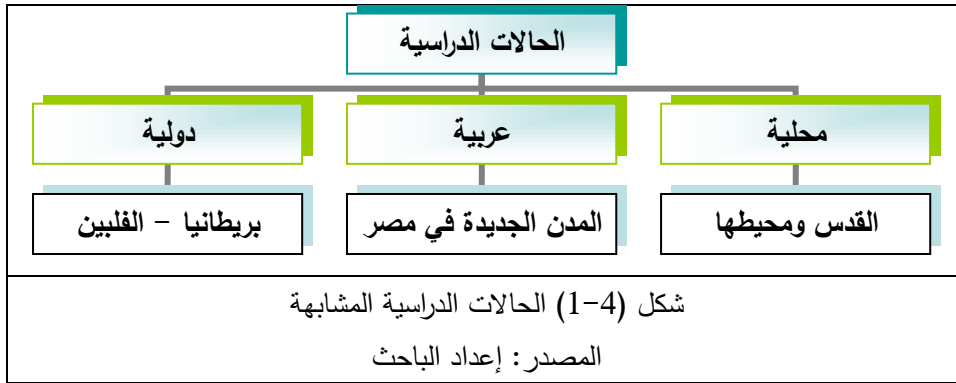 الحالات الدراسية
محلية
عربية
دولية
القدس ومحيطها
المدن الجديدة في مصر
بريطانيا – الفلبين
شكل (4-1) الحالات الدراسية المشابهة
المصدر: إعداد الباحث